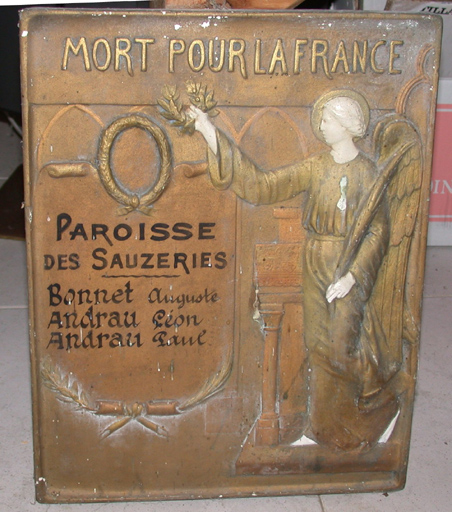 MORT POUR LA FRANCE
PAROISSE
DES SAUZERIES
Bonnet Auguste
Andrau Léon
Andrau Paul